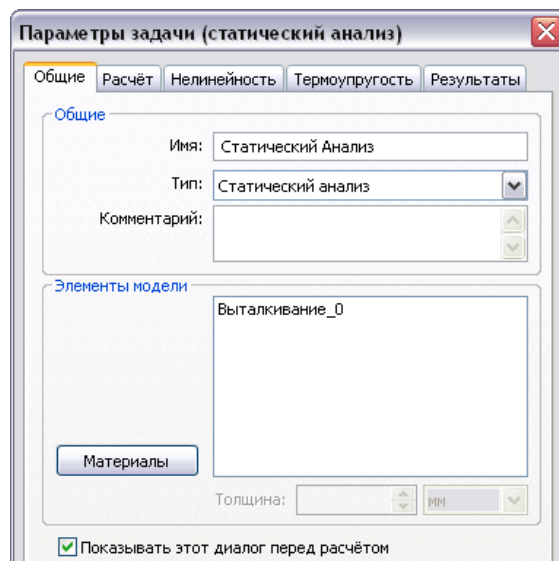 Параметры задачи (статический анализ)
Общие Расчёт Нелинейность Термоупругость Результаты
Общие
Имя: Статический Анализ
Тип: Статический анализ
Комментарий:
Элементы модели
Выталкивание_0
Материалы
Толщина: мм
Показывать этот диалог перед расчётом